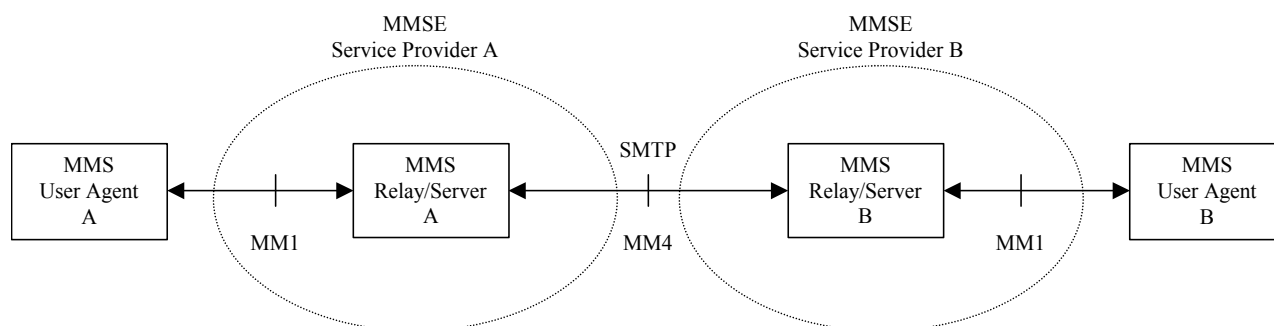 MMSE
Service Provider A
MMSE
Service Provider B
MMS
User Agent
A
MMS
Relay/Server
A
SMTP
MMS
Relay/Server
B
MMS
User Agent
B
MM1
MM4
MM1